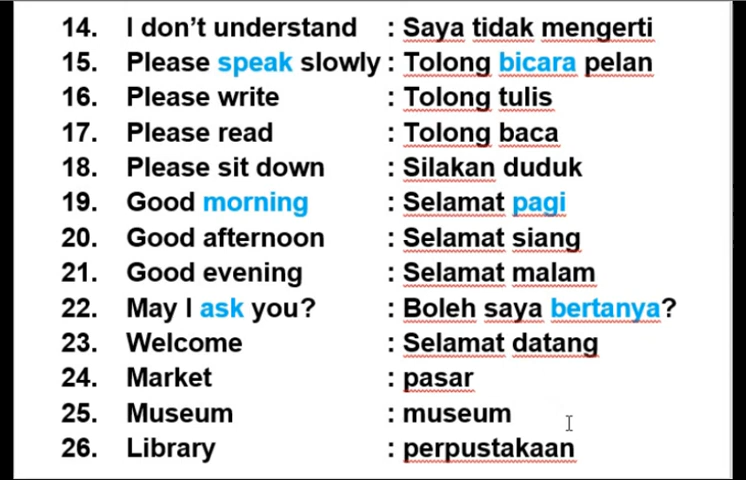 14. I don’t understand : Saya tidak mengerti
15. Please speak slowly : Tolong bicara pelan
16. Please write : Tolong tulis
17. Please read : Tolong baca
18. Please sit down : Silakan duduk
19. Good morning : Selamat pagi
20. Good afternoon : Selamat siang
21. Good evening : Selamat malam
22. May I ask you? : Boleh saya bertanya?
23. Welcome : Selamat datang
24. Market : pasar
25. Museum : museum
26. Library : perpustakaan